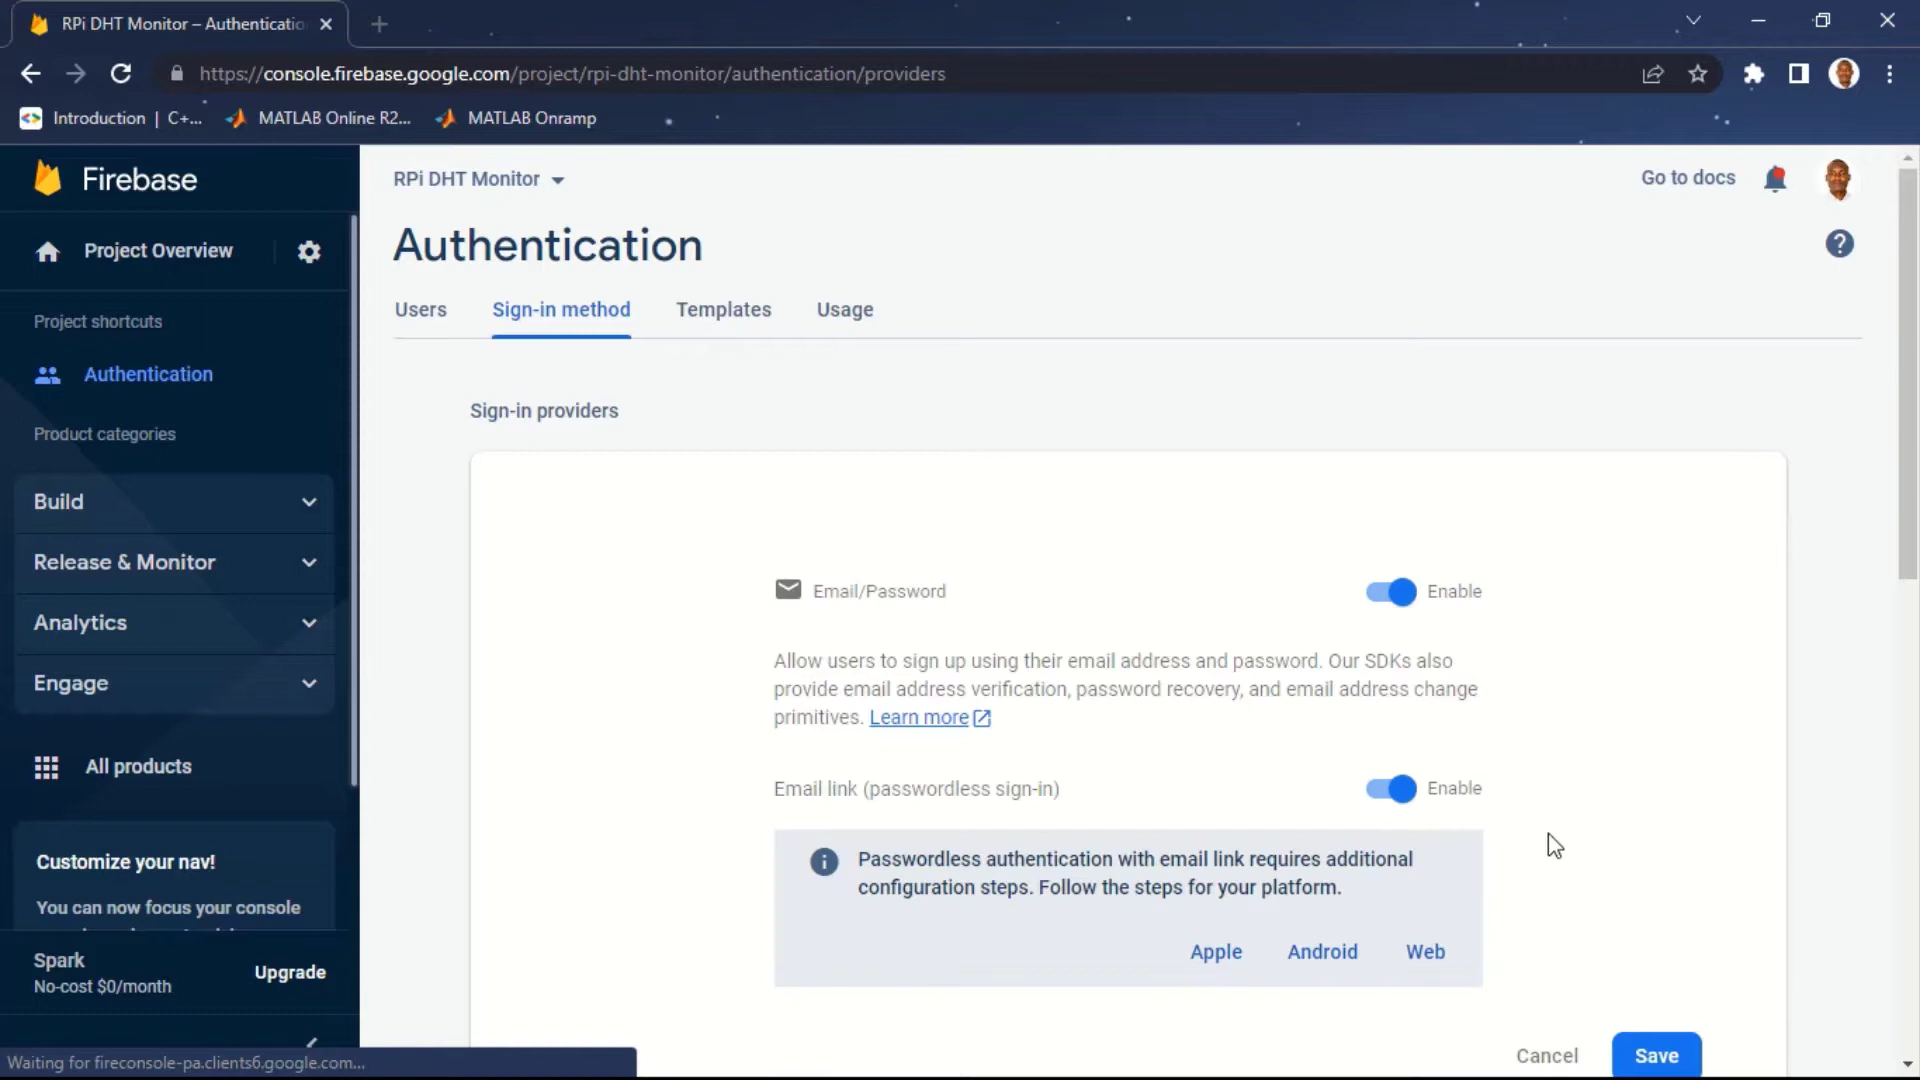 RPi DHT Monitor – Authenticatio
https://console.firebase.google.com/project/rpi-dht-monitor/authentication/providers
Introduction | C+...
MATLAB Online R2...
MATLAB Onramp
Firebase
RPi DHT Monitor
Go to docs
Project Overview
Authentication
Users
Sign-in method
Templates
Usage
Project shortcuts
Authentication
Product categories
Build
Release & Monitor
Analytics
Engage
All products
Customize your nav!
You can now focus your console
Spark
No-cost $0/month
Upgrade
Waiting for fireconsole-pa.clients6.google.com...
Sign-in providers
Email/Password
Enable
Allow users to sign up using their email address and password. Our SDKs also
provide email address verification, password recovery, and email address change
primitives. Learn more
Email link (passwordless sign-in)
Enable
Passwordless authentication with email link requires additional
configuration steps. Follow the steps for your platform.
Apple
Android
Web
Cancel
Save